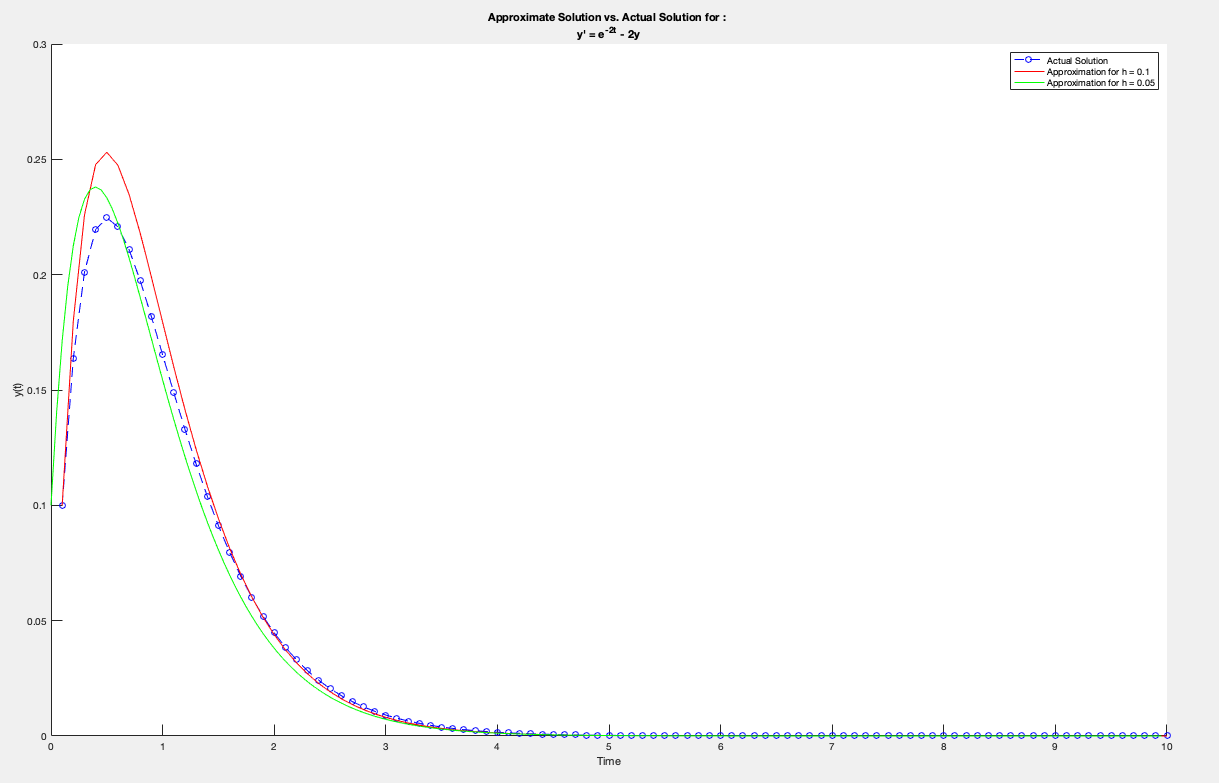 Approximate Solution vs. Actual Solution for :
y' = e^-2t - 2y
0.3
0.25
0.2
0.15
0.1
0.05
0
y(t)
Actual Solution
Approximation for h = 0.1
Approximation for h = 0.05
0 1 2 3 4 5 6 7 8 9 10
Time